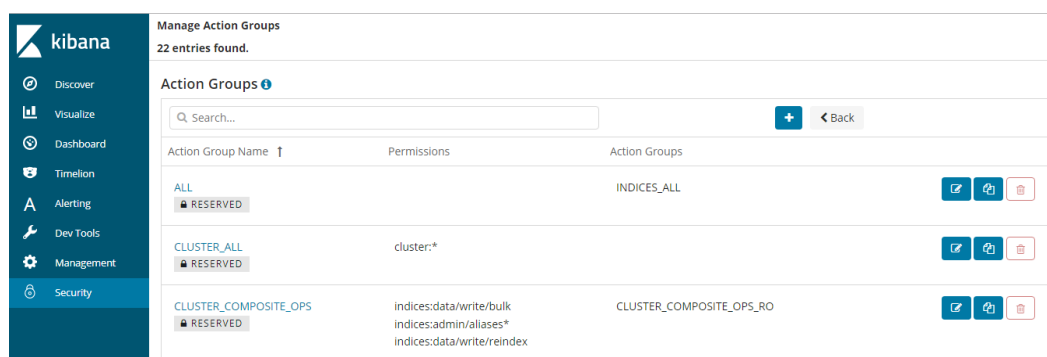 kibana
Discover
Visualize
Dashboard
Timelion
Alerting
Dev Tools
Management
Security
Manage Action Groups
22 entries found.
Action Groups
Search...
Back
Action Group Name Permissions Action Groups
ALL INDICES_ALL
RESERVED
CLUSTER_ALL cluster:*
RESERVED
CLUSTER_COMPOSITE_OPS indices:data/write/bulk CLUSTER_COMPOSITE_OPS_RO
RESERVED indices:admin/aliases*
indices:data/write/reindex